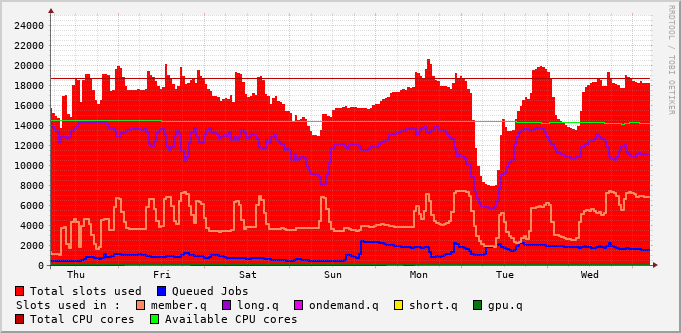 RRDTOOL / TOBI OETIKER
24000
22000
20000
18000
16000
14000
12000
10000
8000
6000
4000
2000
0
Thu Fri Sat Sun Mon Tue Wed
Total slots used Queued Jobs
Slots used in : member.q long.q ondemand.q short.q gpu.q
Total CPU cores Available CPU cores